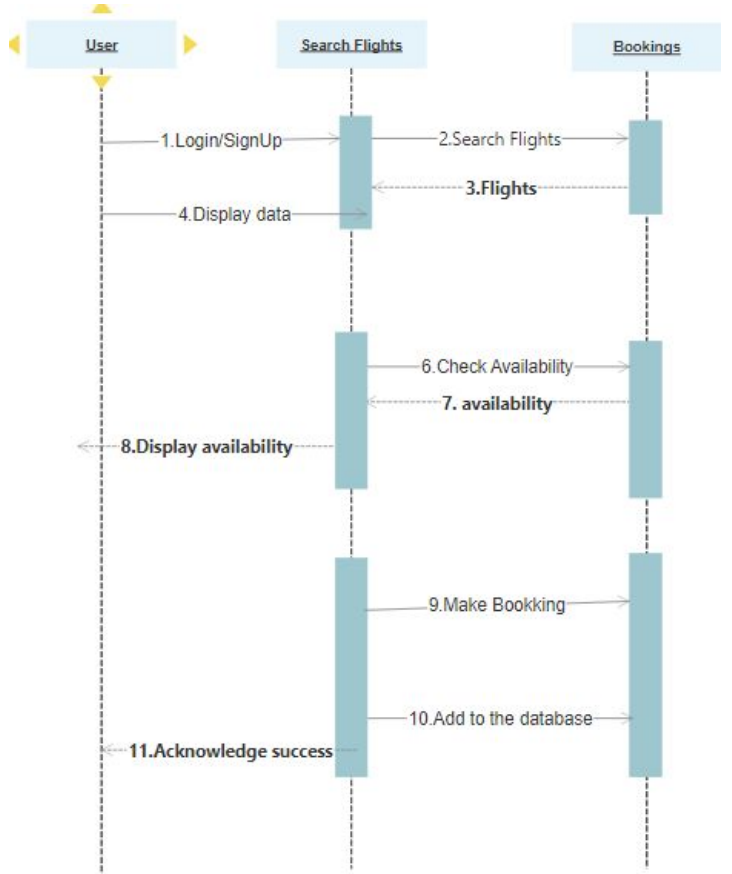 User
Search Flights
Bookings
1.Login/SignUp
2.Search Flights
3.Flights
4.Display data
6.Check Availability
7. availability
8.Display availability
9.Make Bookking
10.Add to the database
11.Acknowledge success